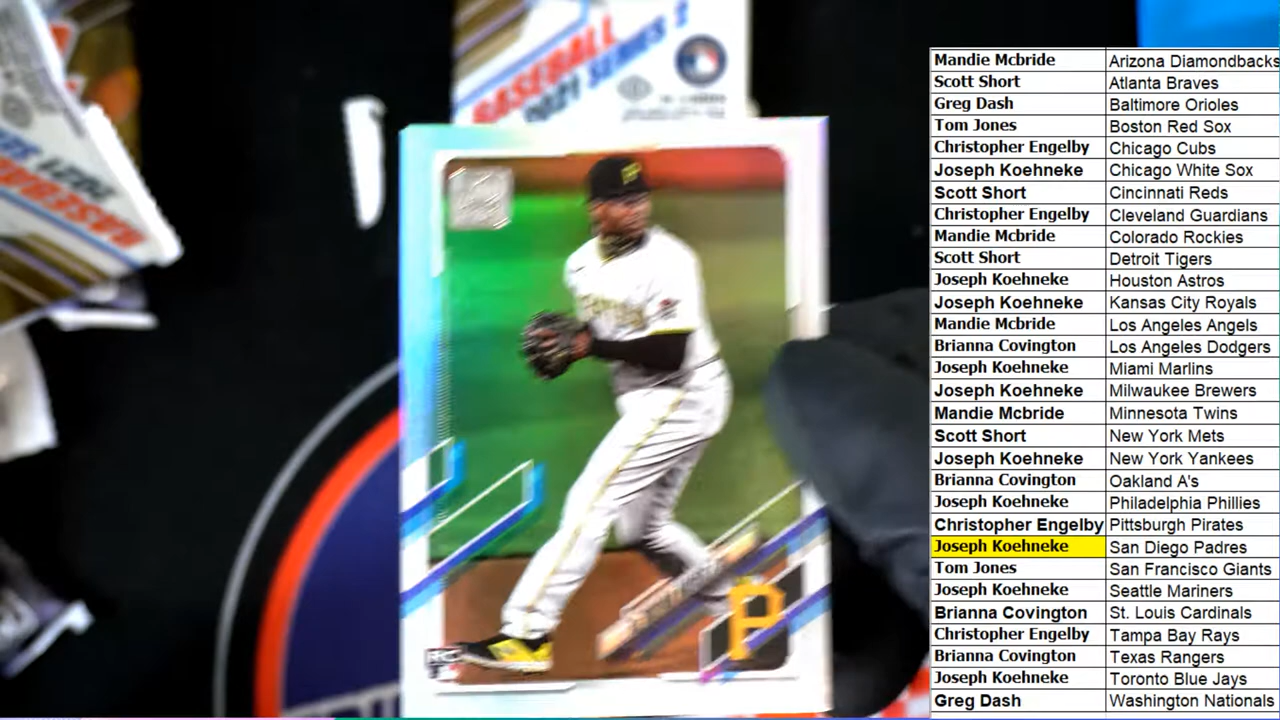 BASEBALL
2021 SERIES 2
P
RC
P
Mandie Mcbride Arizona Diamondbacks
Scott Short Atlanta Braves
Greg Dash Baltimore Orioles
Tom Jones Boston Red Sox
Christopher Engelby Chicago Cubs
Joseph Koehneke Chicago White Sox
Scott Short Cincinnati Reds
Christopher Engelby Cleveland Guardians
Mandie Mcbride Colorado Rockies
Scott Short Detroit Tigers
Joseph Koehneke Houston Astros
Joseph Koehneke Kansas City Royals
Mandie Mcbride Los Angeles Angels
Brianna Covington Los Angeles Dodgers
Joseph Koehneke Miami Marlins
Joseph Koehneke Milwaukee Brewers
Mandie Mcbride Minnesota Twins
Scott Short New York Mets
Joseph Koehneke New York Yankees
Brianna Covington Oakland A's
Joseph Koehneke Philadelphia Phillies
Christopher Engelby Pittsburgh Pirates
Joseph Koehneke San Diego Padres
Tom Jones San Francisco Giants
Joseph Koehneke Seattle Mariners
Brianna Covington St. Louis Cardinals
Christopher Engelby Tampa Bay Rays
Brianna Covington Texas Rangers
Joseph Koehneke Toronto Blue Jays
Greg Dash Washington Nationals